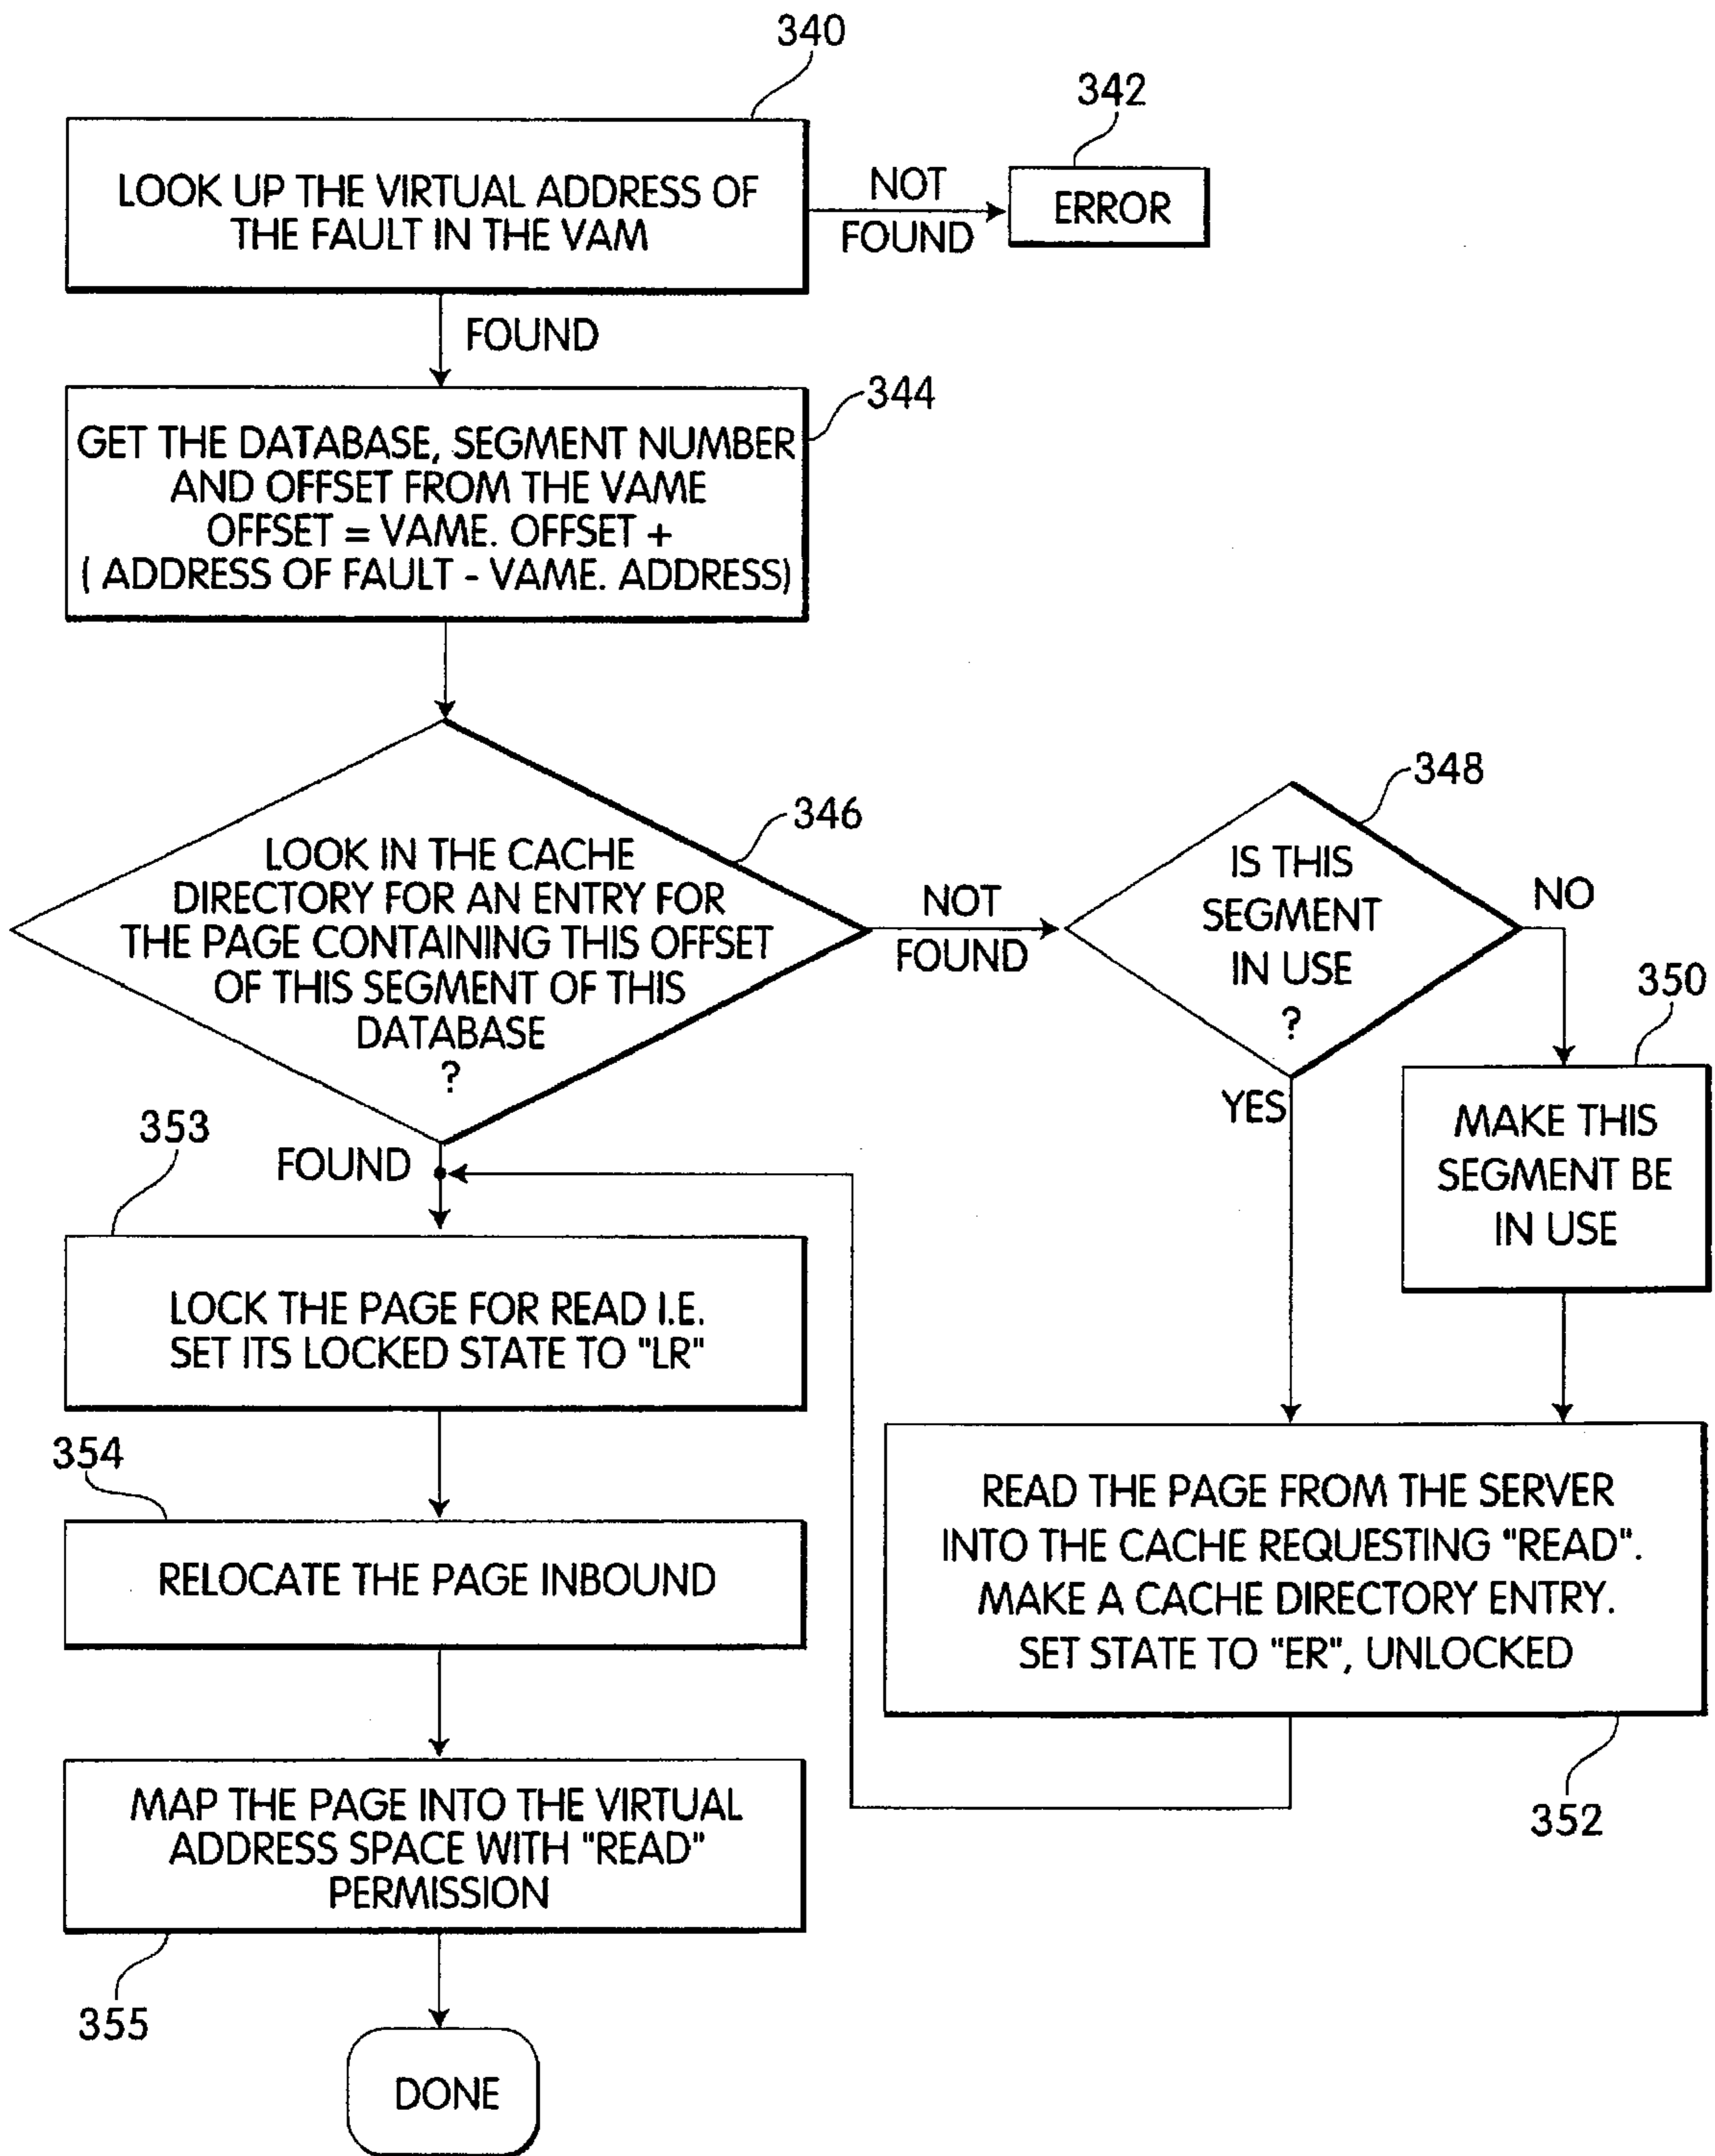 340
342
LOOK UP THE VIRTUAL ADDRESS OF
THE FAULT IN THE VAM
NOT
FOUND
ERROR
FOUND
344
GET THE DATABASE, SEGMENT NUMBER
AND OFFSET FROM THE VAME
OFFSET = VAME. OFFSET +
( ADDRESS OF FAULT - VAME. ADDRESS)
346
LOOK IN THE CACHE
DIRECTORY FOR AN ENTRY FOR
THE PAGE CONTAINING THIS OFFSET
OF THIS SEGMENT OF THIS
DATABASE
?
NOT
FOUND
348
IS THIS
SEGMENT
IN USE
?
NO
350
YES
MAKE THIS
SEGMENT BE
IN USE
353
FOUND
LOCK THE PAGE FOR READ I.E.
SET ITS LOCKED STATE TO "LR"
354
RELOCATE THE PAGE INBOUND
READ THE PAGE FROM THE SERVER
INTO THE CACHE REQUESTING "READ".
MAKE A CACHE DIRECTORY ENTRY.
SET STATE TO "ER", UNLOCKED
352
MAP THE PAGE INTO THE VIRTUAL
ADDRESS SPACE WITH "READ"
PERMISSION
355
DONE